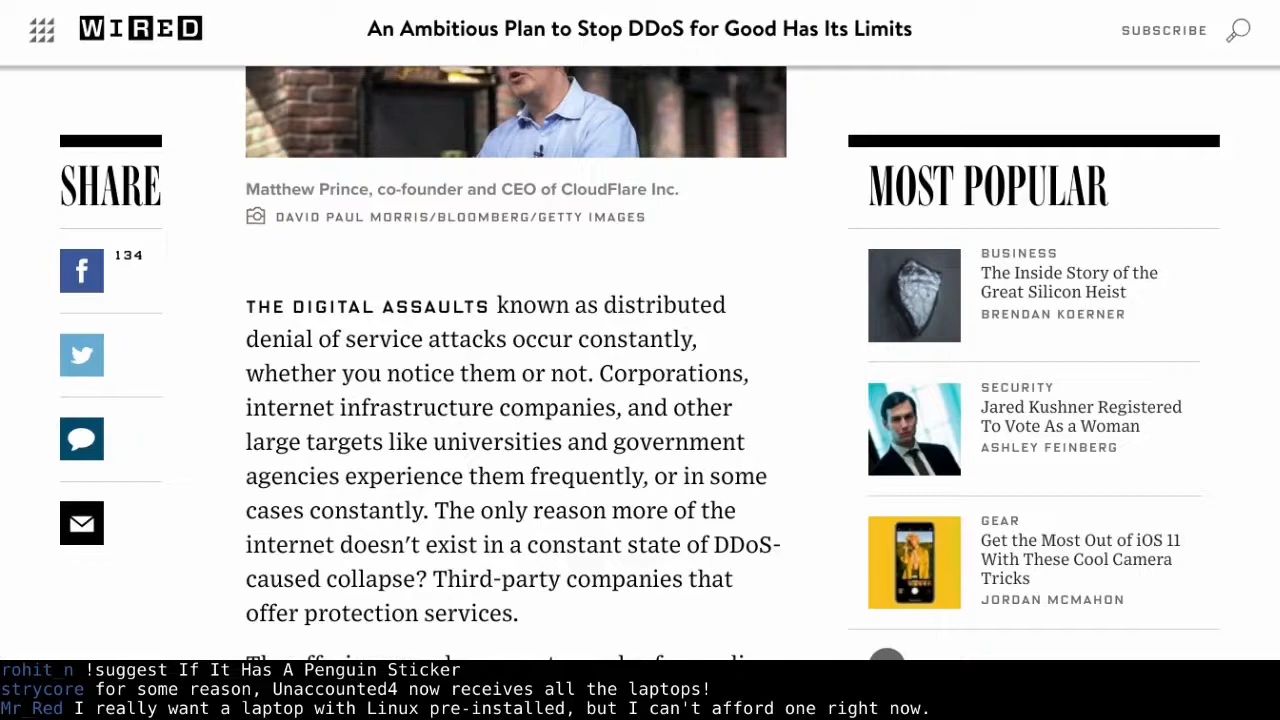 WIRED
An Ambitious Plan to Stop DDoS for Good Has Its Limits
SUBSCRIBE
SHARE
134
Matthew Prince, co-founder and CEO of CloudFlare Inc.
DAVID PAUL MORRIS/BLOOMBERG/GETTY IMAGES
THE DIGITAL ASSAULTS known as distributed
denial of service attacks occur constantly,
whether you notice them or not. Corporations,
internet infrastructure companies, and other
large targets like universities and government
agencies experience them frequently, or in some
cases constantly. The only reason more of the
internet doesn't exist in a constant state of DDoS-
caused collapse? Third-party companies that
offer protection services.
MOST POPULAR
BUSINESS
The Inside Story of the
Great Silicon Heist
BRENDAN KOERNER
SECURITY
Jared Kushner Registered
To Vote As a Woman
ASHLEY FEINBERG
GEAR
Get the Most Out of iOS 11
With These Cool Camera
Tricks
JORDAN MCMAHON
rohit_n !suggest If It Has A Penguin Sticker
strycore for some reason, Unaccounted4 now receives all the laptops!
Mr_Red I really want a laptop with Linux pre-installed, but I can't afford one right now.